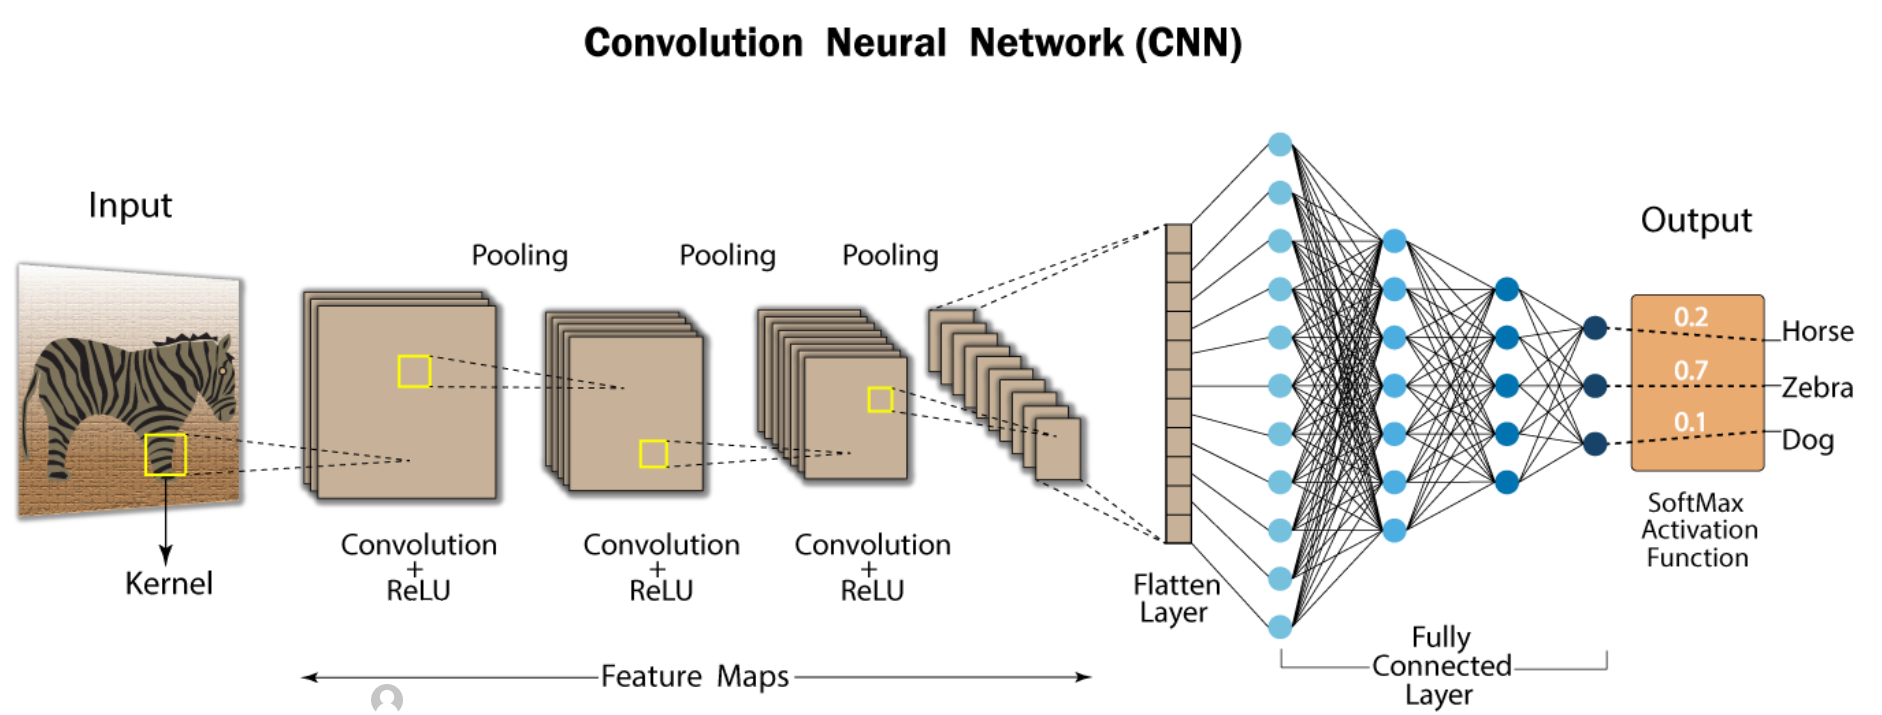 Convolution Neural Network (CNN)
Input
Kernel
Pooling
Pooling
Pooling
Convolution
+
ReLU
Convolution
+
ReLU
Convolution
+
ReLU
Feature Maps
Flatten
Layer
Fully
Connected
Layer
Output
0.2
Horse
0.7
Zebra
0.1
Dog
SoftMax
Activation
Function